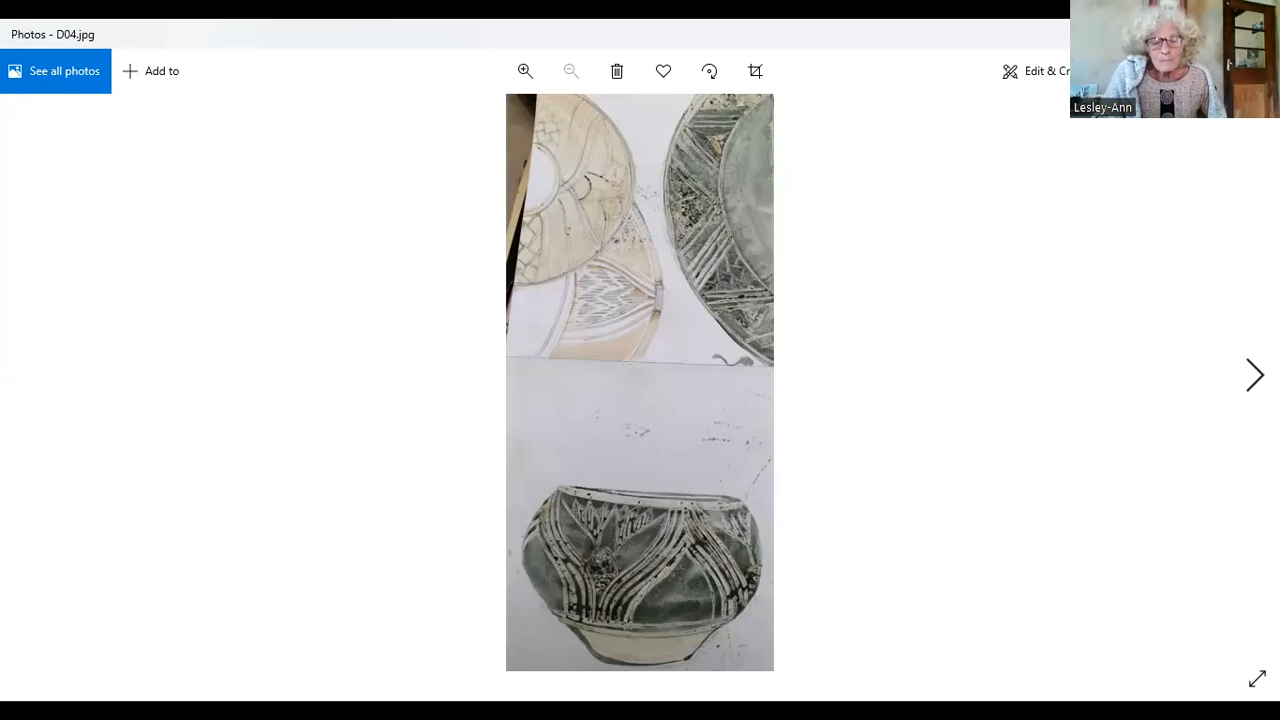 Photos - D04.jpg
See all photos
Add to
Edit & Cr
Lesley-Ann